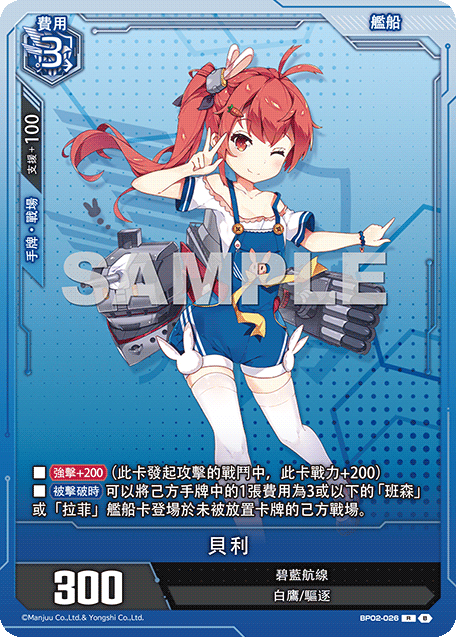 費用
3
艦船
支援+100
手牌・戰場
SAMPLE
■ 強擊+200 (此卡發起攻擊的戰鬥中，此卡戰力+200)
■ 被擊破時 可以將己方手牌中的1張費用為3或以下的「班森」
或「拉菲」艦船卡登場於未被放置卡牌的己方戰場。
貝利
300
碧藍航線
白鷹/驅逐
©Manjuu Co.,Ltd.& Yongshi Co.,Ltd.
BP02-026 R B